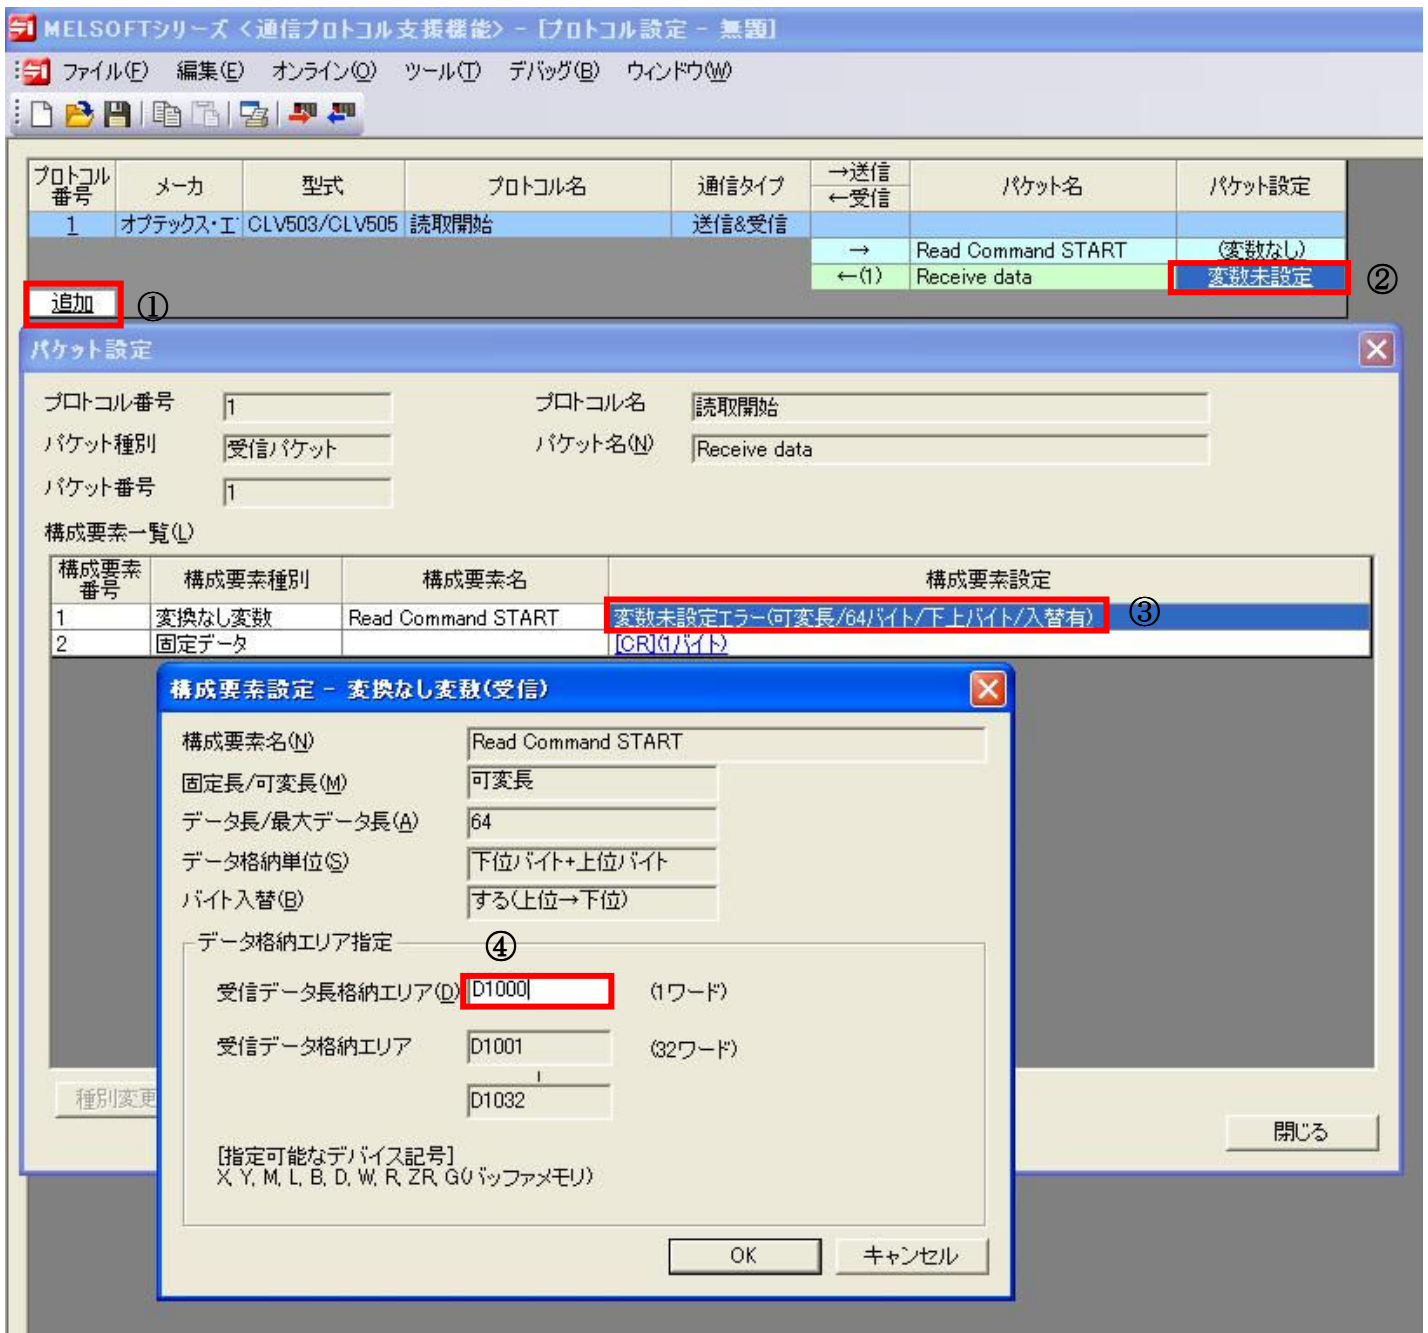 MELSOFTシリーズ <通信プロトコル支援機能> - [プロトコル設定 - 無題]
ファイル(F) 編集(E) オンライン(O) ツール(T) デバッグ(B) ウィンドウ(W)
プロトコル番号 メーカ 型式 プロトコル名 通信タイプ →送信 ←受信 パケット名 パケット設定
1 オプテックス・エ CLV503/CLV505 読取開始 送信&受信
→ Read Command START (変数なし)
←(1) Receive data 変数未設定 ②
追加 ①
パケット設定
プロトコル番号 1 プロトコル名 読取開始
パケット種別 受信パケット パケット名(N) Receive data
パケット番号 1
構成要素一覧(L)
構成要素番号 構成要素種別 構成要素名 構成要素設定
1 変換なし変数 Read Command START 変数未設定エラー(可変長/64バイト/下上バイト/入替有) ③
2 固定データ [CR](1バイト)
構成要素設定 - 変換なし変数(受信)
構成要素名(N) Read Command START
固定長/可変長(M) 可変長
データ長/最大データ長(A) 64
データ格納単位(S) 下位バイト+上位バイト
バイト入替(B) する(上位→下位)
データ格納エリア指定 ④
受信データ長格納エリア(D) D1000 (1ワード)
受信データ格納エリア D1001 (32ワード)
D1032
[指定可能なデバイス記号]
X, Y, M, L, B, D, W, R, ZR, G(バッファメモリ)
種別変更
閉じる
OK キャンセル